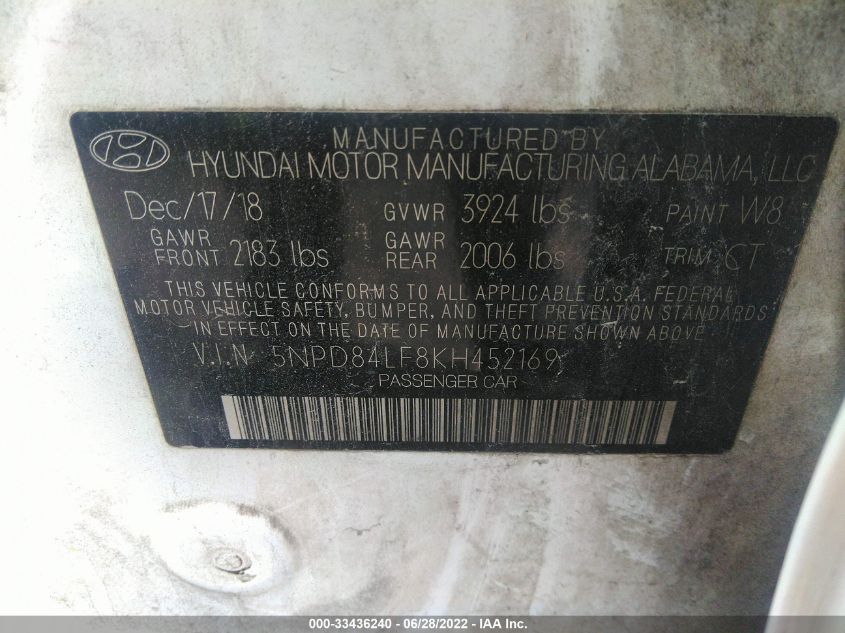 MANUFACTURED BY
HYUNDAI MOTOR MANUFACTURING ALABAMA, LLC
Dec/17/18 GVWR 3924 lbs PAINT W8
GAWR FRONT 2183 lbs GAWR REAR 2006 lbs TRIM CT
THIS VEHICLE CONFORMS TO ALL APPLICABLE U.S.A. FEDERAL
MOTOR VEHICLE SAFETY, BUMPER, AND THEFT PREVENTION STANDARDS
IN EFFECT ON THE DATE OF MANUFACTURE SHOWN ABOVE
V.I.N 5NPD84LF8KH452169
PASSENGER CAR
000-33436240 - 06/28/2022 - IAA Inc.